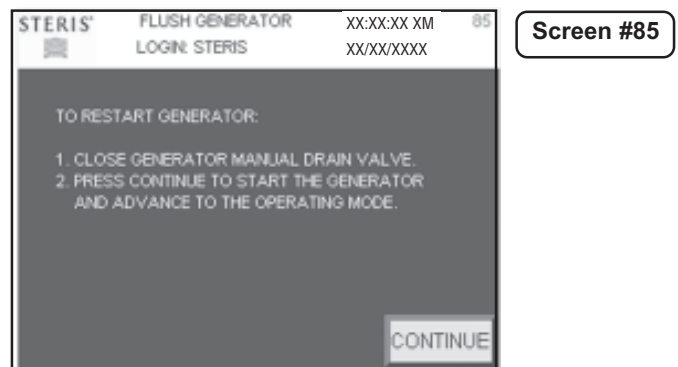 STERIS® FLUSH GENERATOR XX:XX:XX XM 85
LOGIN: STERIS XX/XX/XXXX
Screen #85
TO RESTART GENERATOR:
1. CLOSE GENERATOR MANUAL DRAIN VALVE.
2. PRESS CONTINUE TO START THE GENERATOR
AND ADVANCE TO THE OPERATING MODE.
CONTINUE